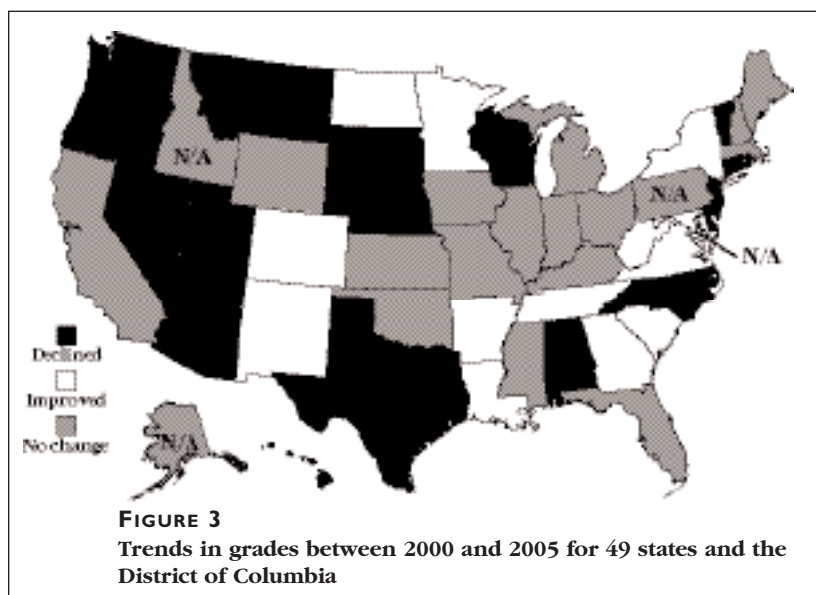 N/A
N/A
N/A
Declined
Improved
No change
N/A
FIGURE 3
Trends in grades between 2000 and 2005 for 49 states and the
District of Columbia